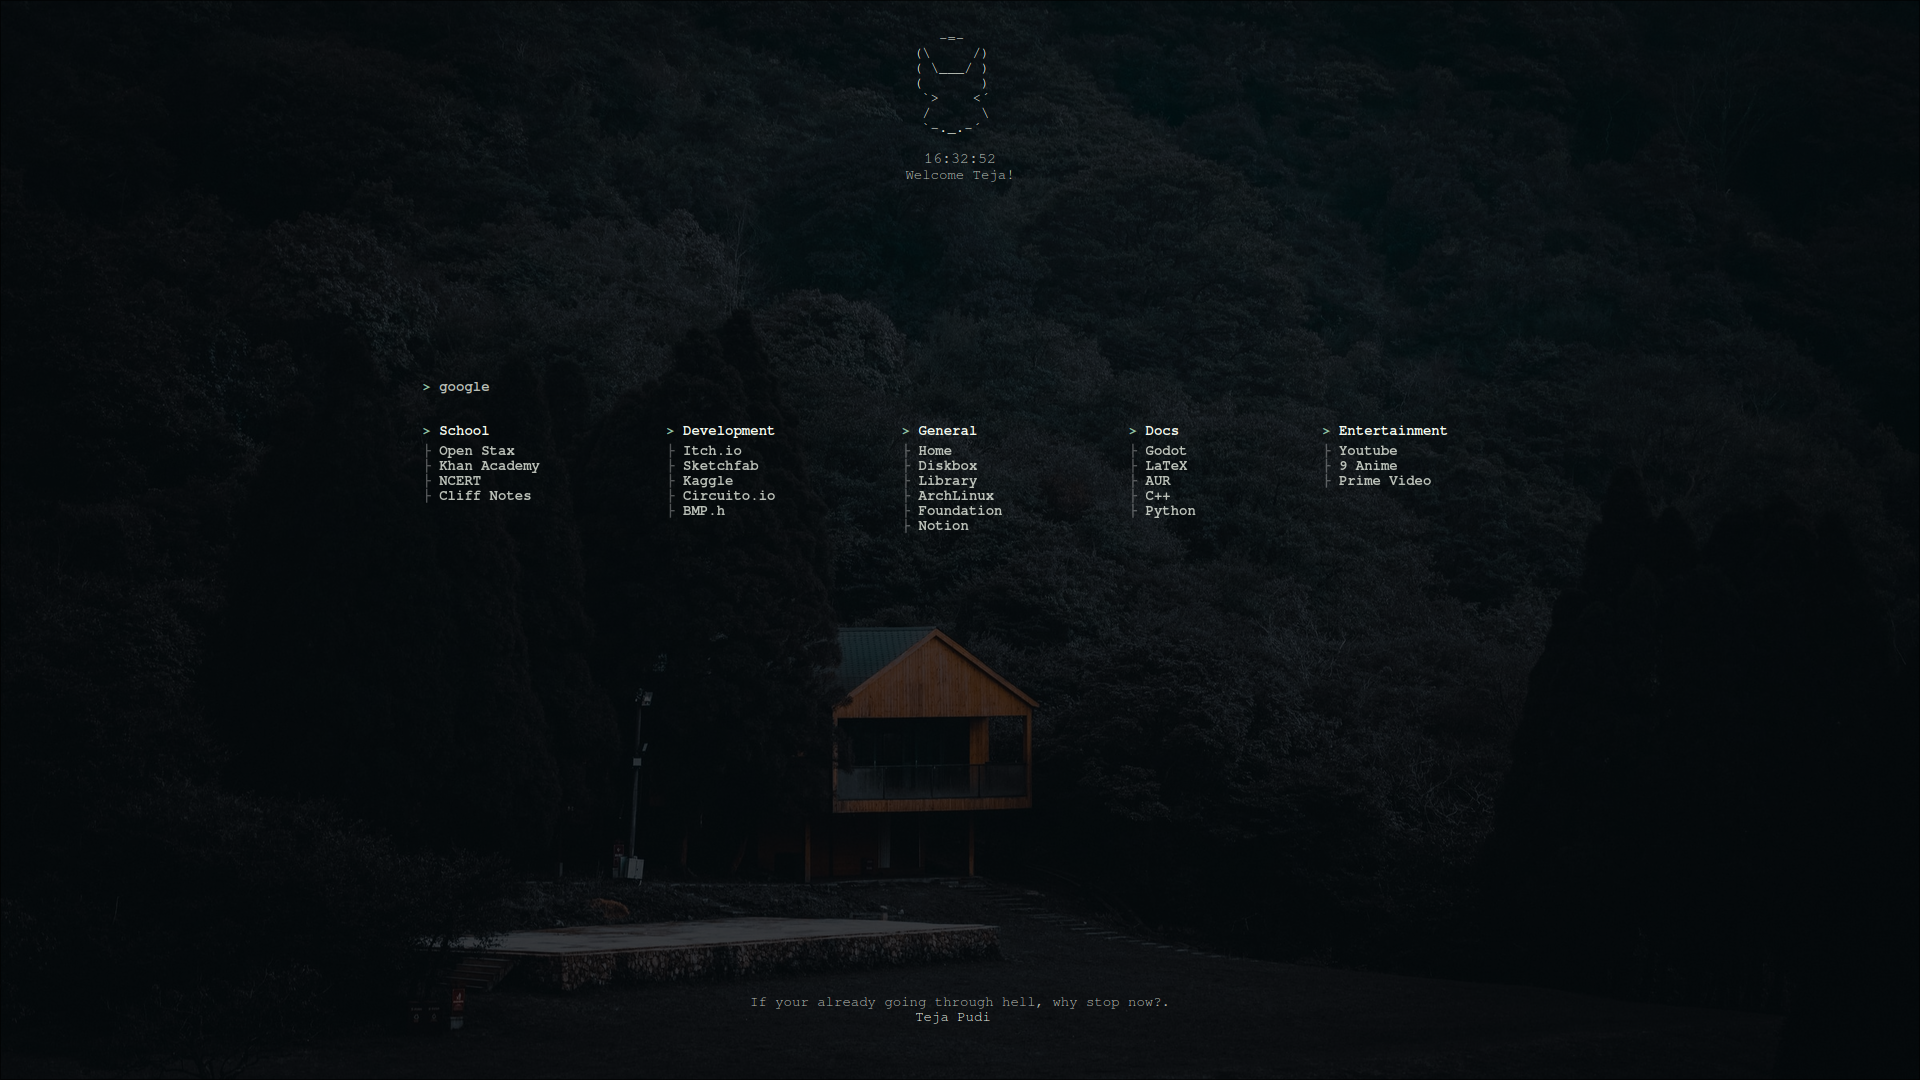 -=-
(\      /)
( \___/ )
(       )
`>    <´
/      \
`-._.-´
16:32:52
Welcome Teja!
> google
> School
├ Open Stax
├ Khan Academy
├ NCERT
├ Cliff Notes
> Development
├ Itch.io
├ Sketchfab
├ Kaggle
├ Circuito.io
├ BMP.h
> General
├ Home
├ Diskbox
├ Library
├ ArchLinux
├ Foundation
├ Notion
> Docs
├ Godot
├ LaTeX
├ AUR
├ C++
├ Python
> Entertainment
├ Youtube
├ 9 Anime
├ Prime Video
If your already going through hell, why stop now?.
Teja Pudi